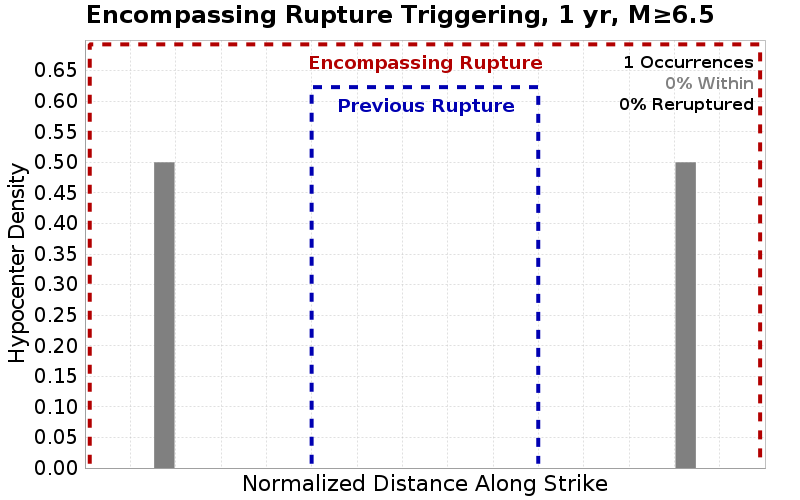 Encompassing Rupture Triggering, 1 yr, M≥6.5
Encompassing Rupture
1 Occurrences
0% Within
0% Reruptured
Previous Rupture
Hypocenter Density
0.65
0.60
0.55
0.50
0.45
0.40
0.35
0.30
0.25
0.20
0.15
0.10
0.05
0.00
Normalized Distance Along Strike